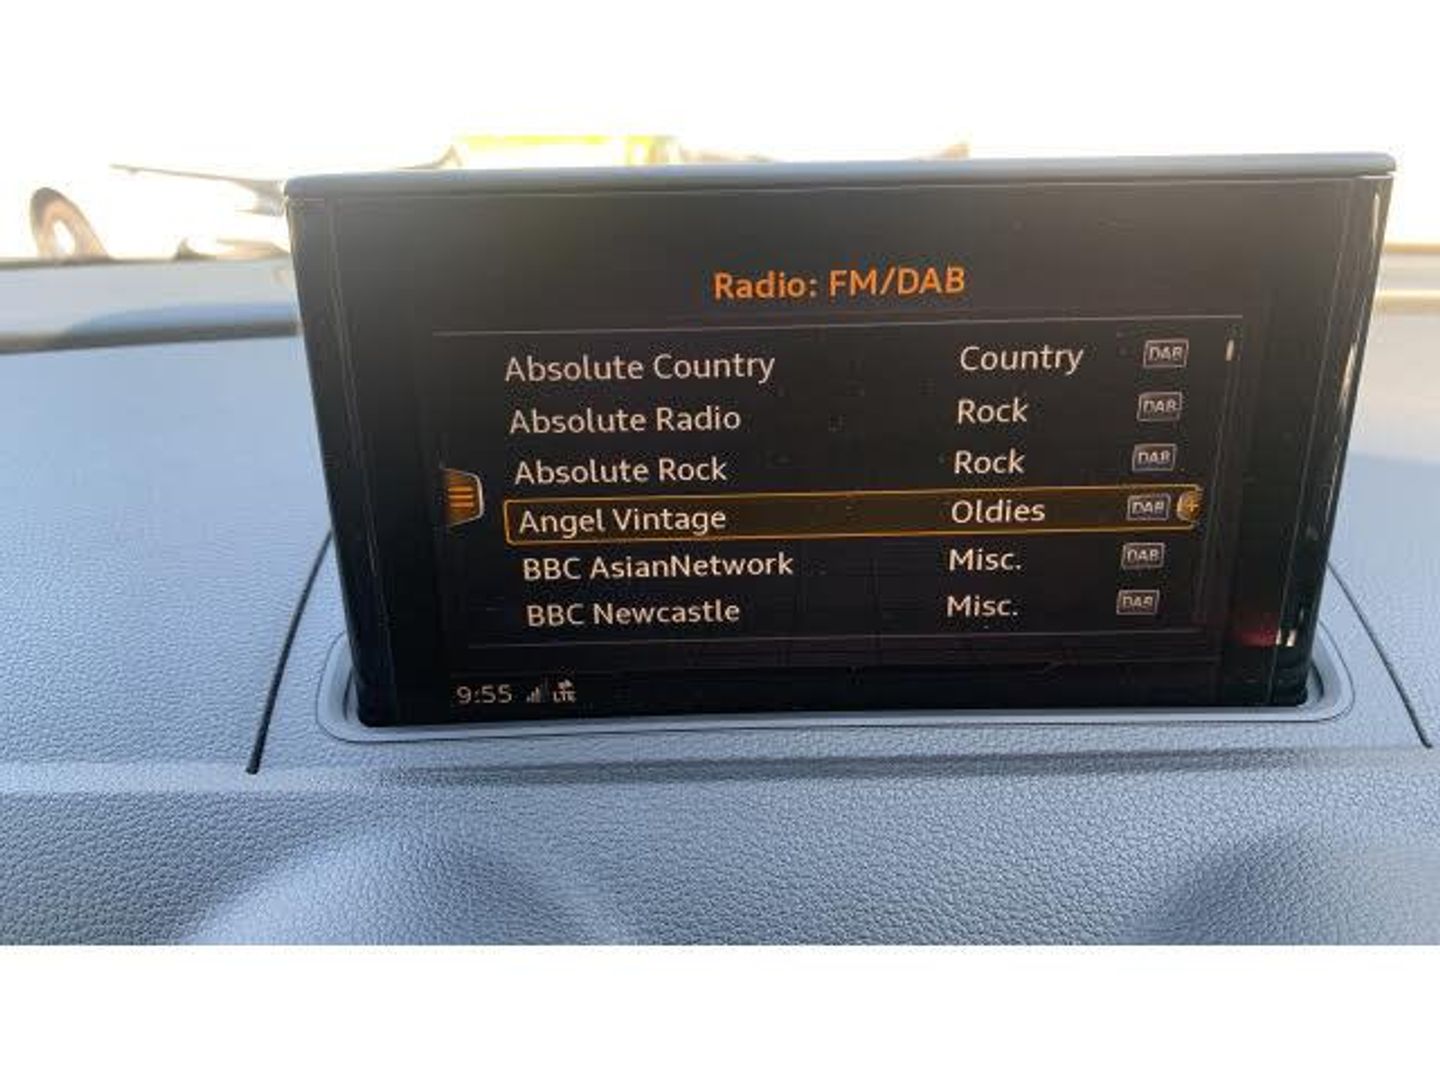 Radio: FM/DAB
Absolute Country Country DAB
Absolute Radio Rock DAB
Absolute Rock Rock DAB
Angel Vintage Oldies DAB
BBC AsianNetwork Misc. DAB
BBC Newcastle Misc. DAB
9:55 LTE